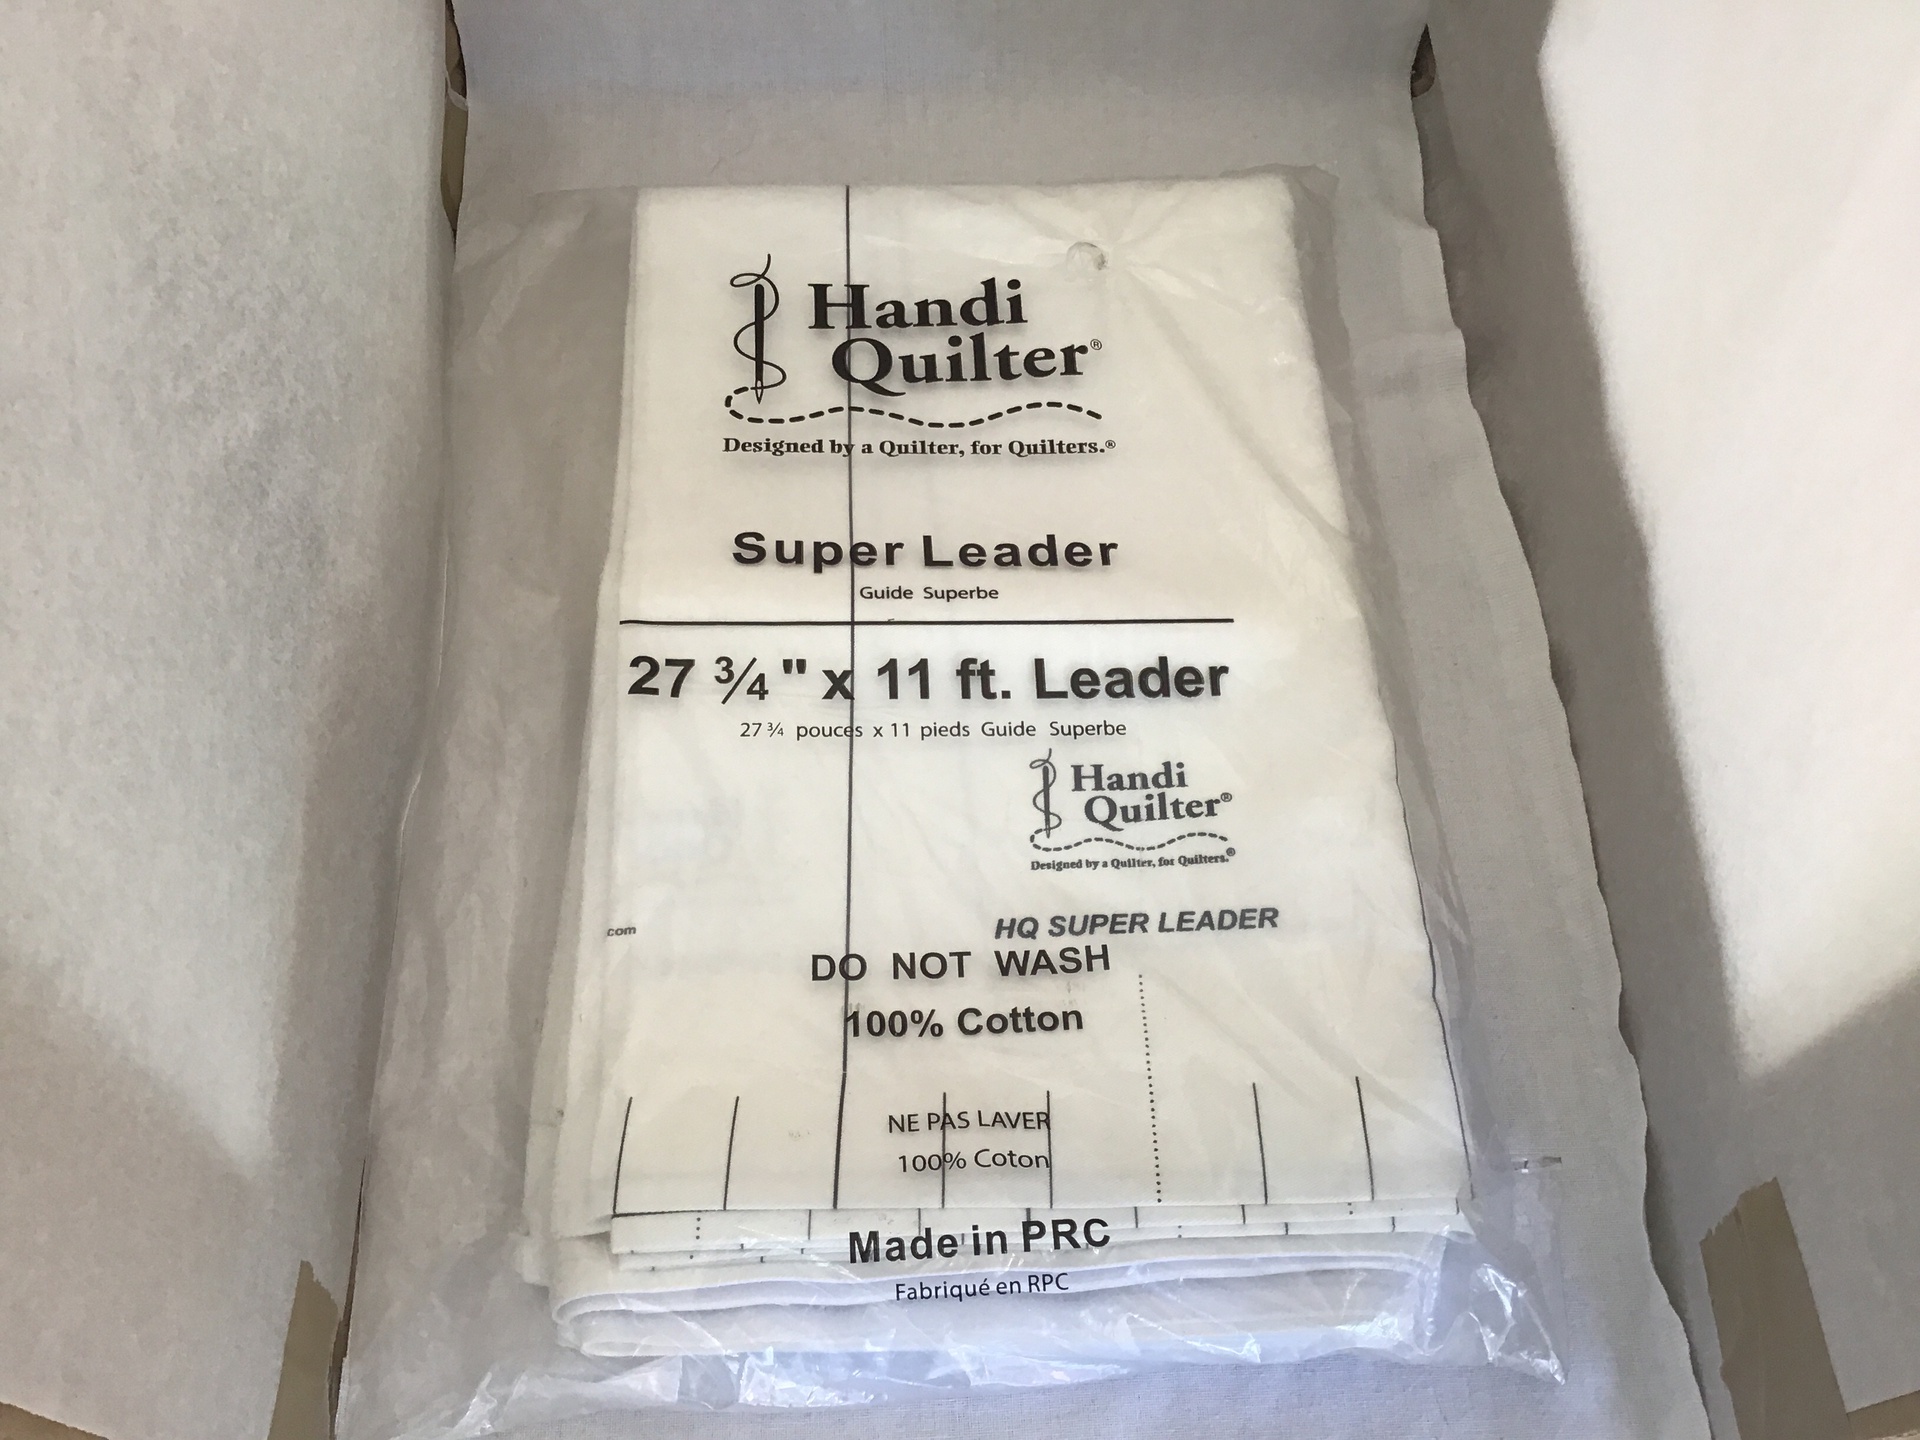 Handi
Quilter®
Designed by a Quilter, for Quilters.®
Super Leader
Guide Superbe
27 ¾" x 11 ft. Leader
27 ¾ pouces x 11 pieds Guide Superbe
Handi
Quilter®
Designed by a Quilter, for Quilters.®
com
HQ SUPER LEADER
DO NOT WASH
100% Cotton
NE PAS LAVER
100% Coton
Made in PRC
Fabriqué en RPC